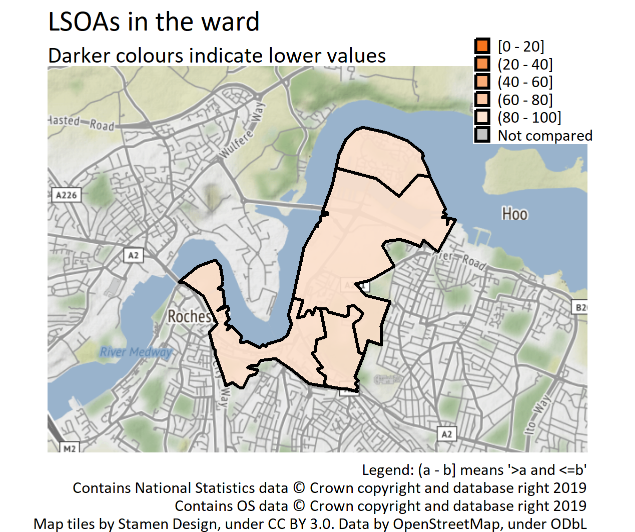 LSOAs in the ward
Darker colours indicate lower values
[0 - 20]
(20 - 40]
(40 - 60]
(60 - 80]
(80 - 100]
Not compared
Hasted Road
Wulfere Way
A226
Hoo
A2
Roches
River Medway
A2
M2
Legend: (a - b] means '>a and <=b'
Contains National Statistics data © Crown copyright and database right 2019
Contains OS data © Crown copyright and database right 2019
Map tiles by Stamen Design, under CC BY 3.0. Data by OpenStreetMap, under ODbL